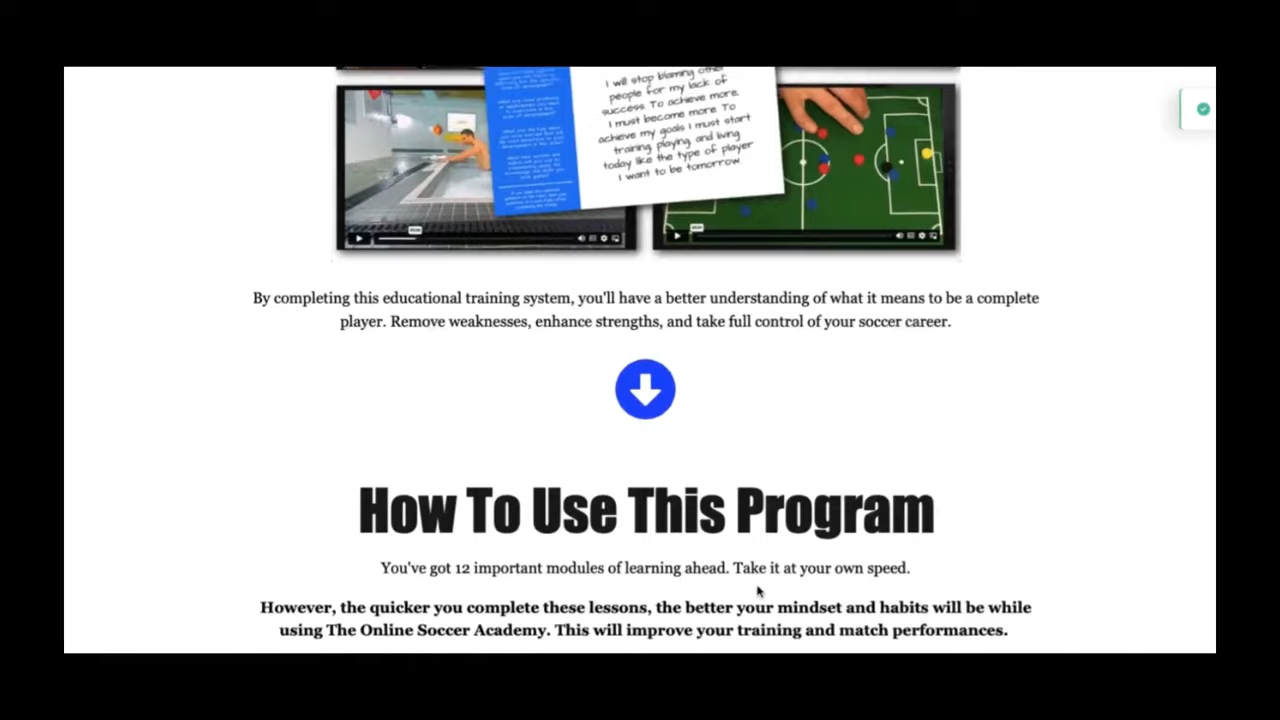 I will stop blaming other
people for my lack of
success. To achieve more,
I must become more. To
achieve my goals I must start
training, playing, and living
today like the type of player
I want to be tomorrow
By completing this educational training system, you'll have a better understanding of what it means to be a complete
player. Remove weaknesses, enhance strengths, and take full control of your soccer career.
How To Use This Program
You've got 12 important modules of learning ahead. Take it at your own speed.
However, the quicker you complete these lessons, the better your mindset and habits will be while
using The Online Soccer Academy. This will improve your training and match performances.